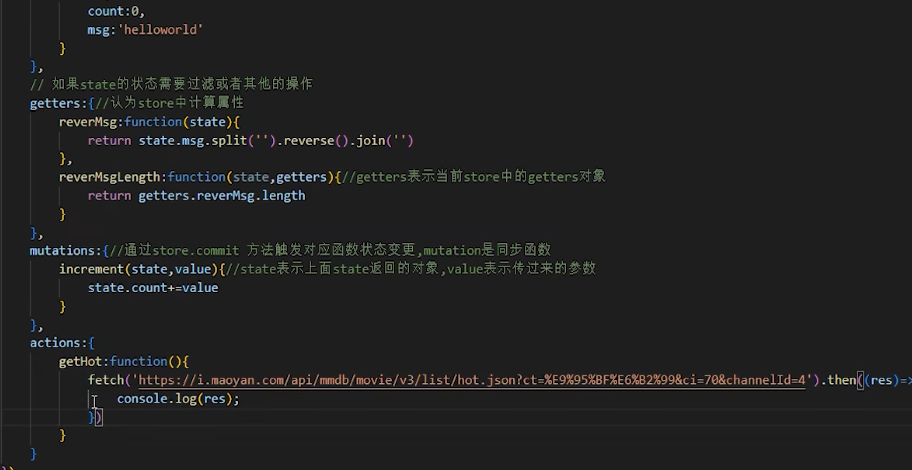 count:0,
msg:'helloworld'
}
},
// 如果state的状态需要过滤或者其他的操作
getters:{//认为store中计算属性
reverMsg:function(state){
return state.msg.split('').reverse().join('')
},
reverMsgLength:function(state,getters){//getters表示当前store中的getters对象
return getters.reverMsg.length
}
},
mutations:{//通过store.commit 方法触发对应函数状态变更,mutation是同步函数
increment(state,value){//state表示上面state返回的对象,value表示传过来的参数
state.count+=value
}
},
actions:{
getHot:function(){
fetch('https://i.maoyan.com/api/mmdb/movie/v3/list/hot.json?ct=%E9%95%BF%E6%B2%99&ci=70&channelId=4').then((res)=>
console.log(res);
})
}
}